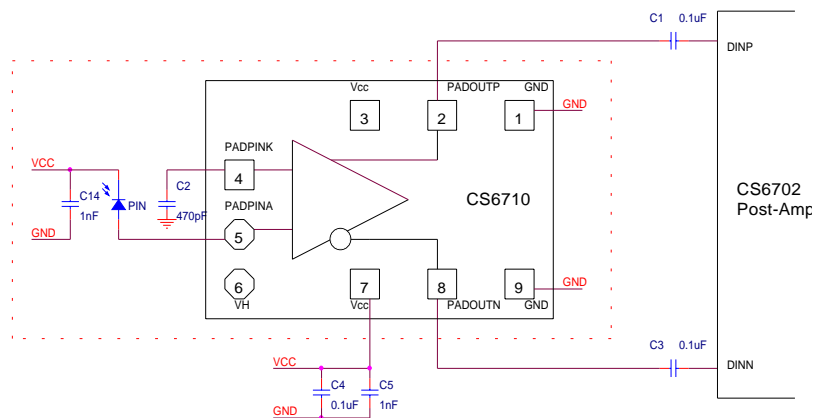 C1 0.1uF
DINP
Vcc
PADOUTP
GND
3
2
1
GND
PADPINK
VCC
4
C14
1nF
PIN
C2
470pF
PADPINA
CS6710
CS6702
Post-Amp
GND
5
6
VH
7
Vcc
8
PADOUTN
9
GND
GND
C3 0.1uF
DINN
VCC
C4
0.1uF
C5
1nF
GND